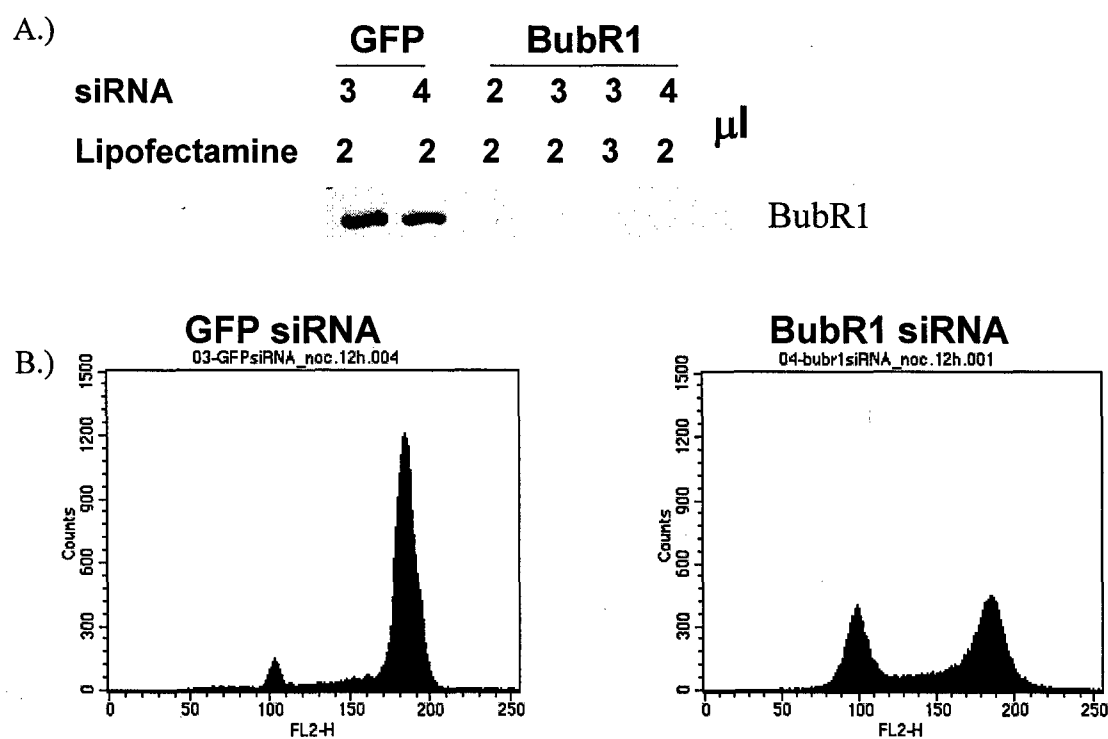 A.)
GFP BubR1
siRNA 3 4 2 3 3 4
µl
Lipofectamine 2 2 2 2 3 2
BubR1
B.)
GFP siRNA
03-GFPsiRNA_noc.12h.004
Counts
1500
1200
900
600
300
0
0 50 100 150 200 250
FL2-H
BubR1 siRNA
04-bubr1siRNA_noc.12h.001
Counts
1500
1200
900
600
300
0
0 50 100 150 200 250
FL2-H